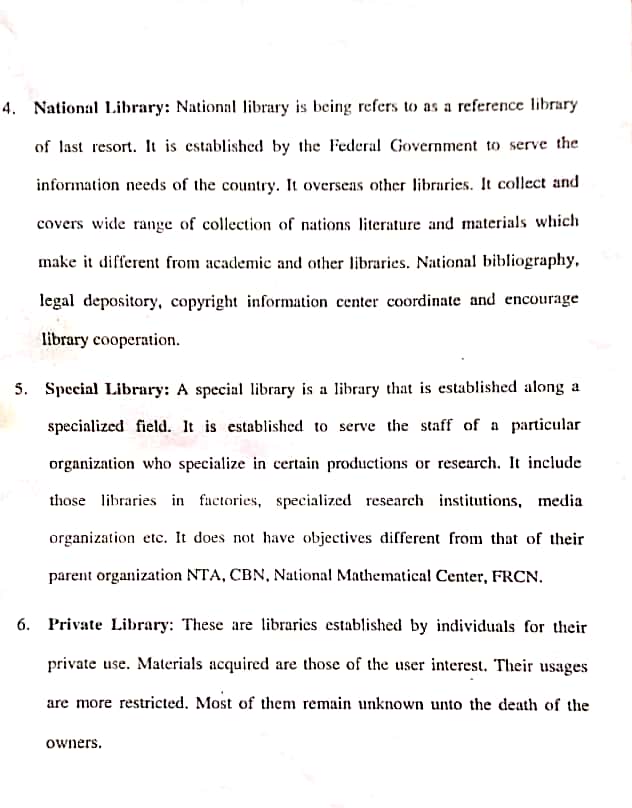 4. National Library: National library is being refers to as a reference library
of last resort. It is established by the Federal Government to serve the
information needs of the country. It overseas other libraries. It collect and
covers wide range of collection of nations literature and materials which
make it different from academic and other libraries. National bibliography,
legal depository, copyright information center coordinate and encourage
library cooperation.
5. Special Library: A special library is a library that is established along a
specialized field. It is established to serve the staff of a particular
organization who specialize in certain productions or research. It include
those libraries in factories, specialized research institutions, media
organization etc. It does not have objectives different from that of their
parent organization NTA, CBN, National Mathematical Center, FRCN.
6. Private Library: These are libraries established by individuals for their
private use. Materials acquired are those of the user interest. Their usages
are more restricted. Most of them remain unknown unto the death of the
owners.